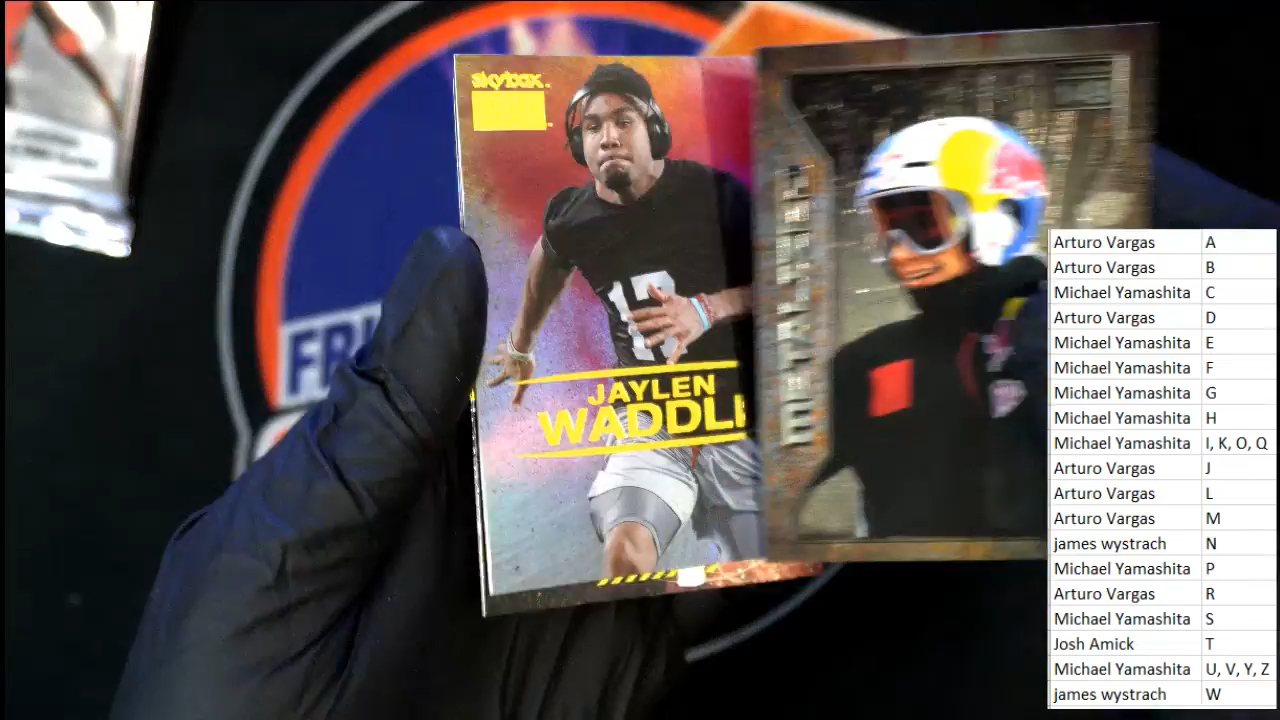 skybox
JAYLEN
WADDLE
17
FRI
Arturo Vargas A
Arturo Vargas B
Michael Yamashita C
Arturo Vargas D
Michael Yamashita E
Michael Yamashita F
Michael Yamashita G
Michael Yamashita H
Michael Yamashita I, K, O, Q
Arturo Vargas J
Arturo Vargas L
Arturo Vargas M
james wystrach N
Michael Yamashita P
Arturo Vargas R
Michael Yamashita S
Josh Amick T
Michael Yamashita U, V, Y, Z
james wystrach W